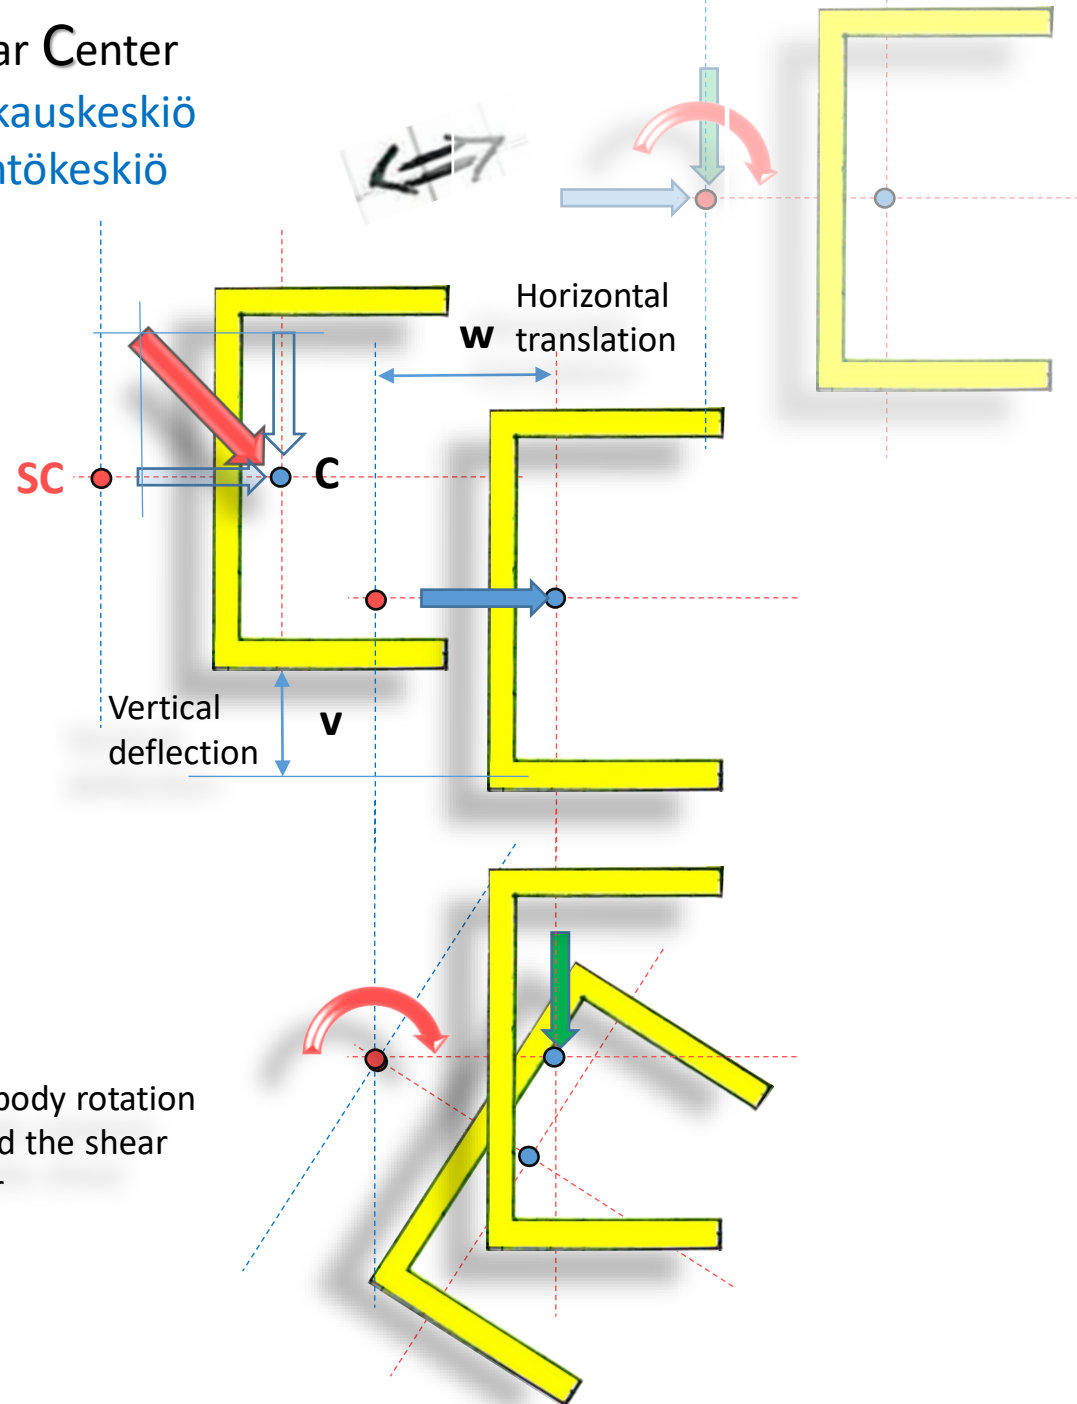 ar Center
kauskeskiö
ntökeskiö
Horizontal
w translation
SC
C
Vertical
deflection
v
body rotation
d the shear